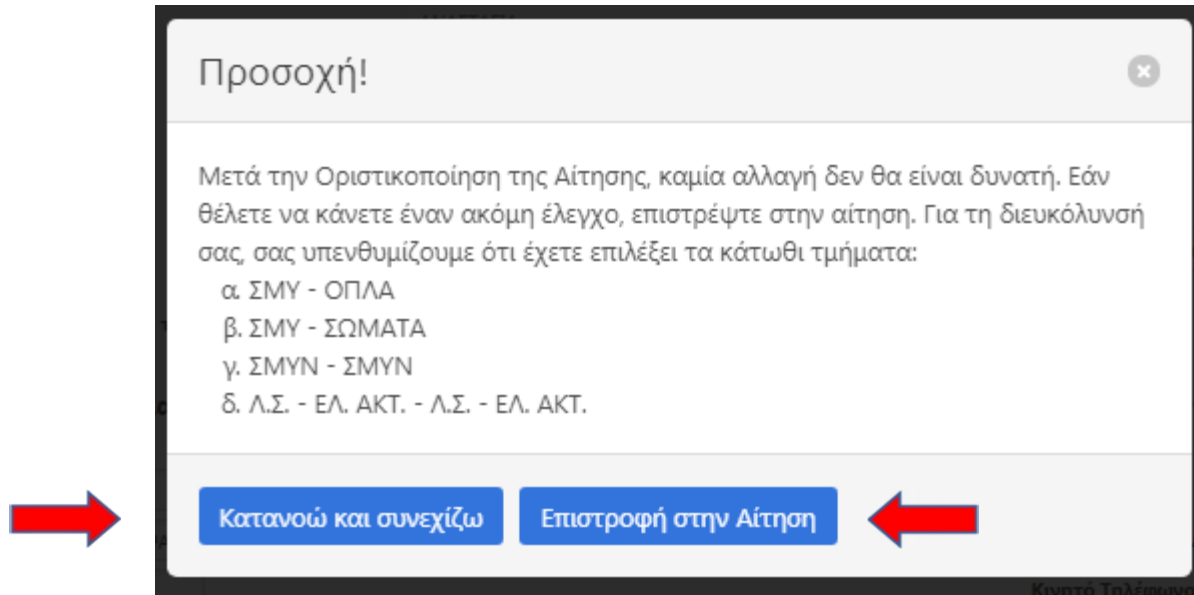 Προσοχή!
Μετά την Οριστικοποίηση της Αίτησης, καμία αλλαγή δεν θα είναι δυνατή. Εάν
θέλετε να κάνετε έναν ακόμη έλεγχο, επιστρέψτε στην αίτηση. Για τη διευκόλυνσή
σας, σας υπενθυμίζουμε ότι έχετε επιλέξει τα κάτωθι τμήματα:
α. ΣΜΥ - ΟΠΛΑ
β. ΣΜΥ - ΣΩΜΑΤΑ
γ. ΣΜΥΝ - ΣΜΥΝ
δ. Λ.Σ. - ΕΛ. ΑΚΤ. - Λ.Σ. - ΕΛ. ΑΚΤ.
Κατανοώ και συνεχίζω
Επιστροφή στην Αίτηση
Κινητό Τηλέφωνο